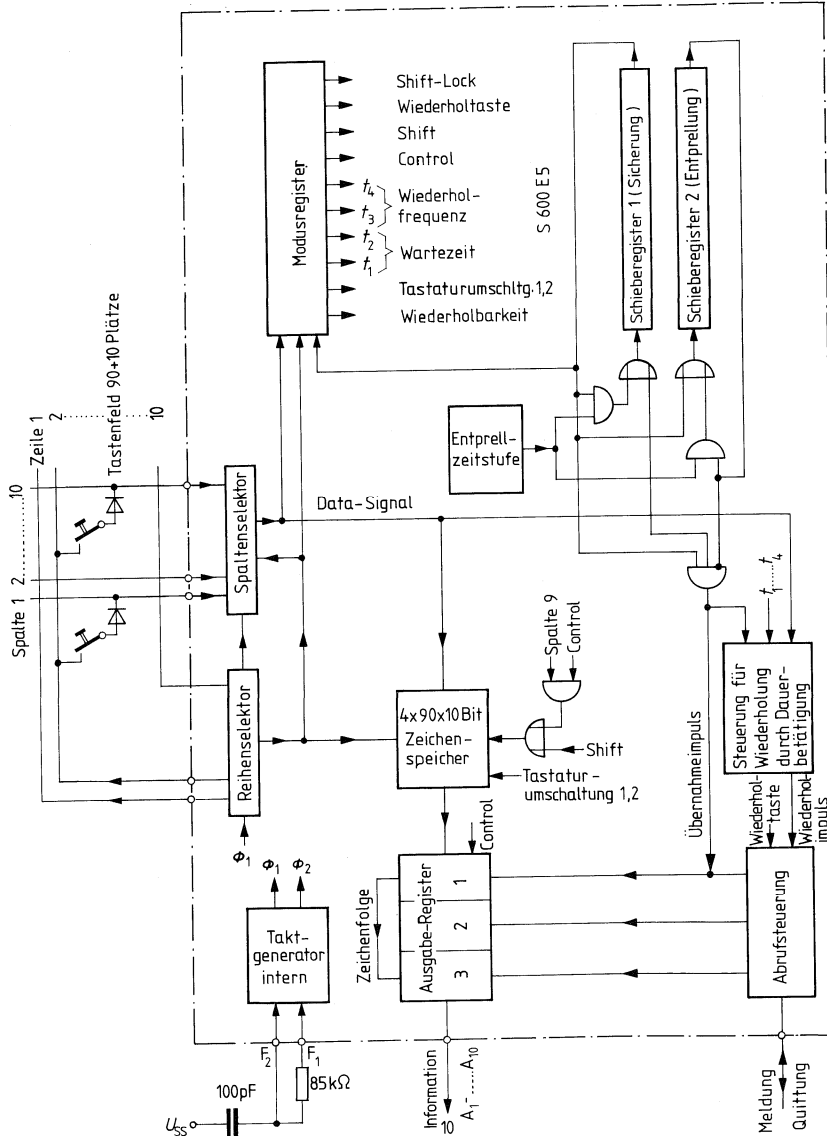 Modusregister
Shift-Lock
Wiederholtaste
Shift
Control
t4
t3
Wiederhol-
frequenz
t2
t1
Wartezeit
Tastaturumschltg. 1,2
Wiederholbarkeit
S 600 E5
Schieberegister 1 (Sicherung)
Schieberegister 2 (Entprellung)
Tastenfeld 90+10 Plätze
Zeile 1
2..........10
Spalte 1 2..........10
Entprell-
zeitstufe
Spaltenselektor
Data-Signal
t1.....t4
Spalte 9
Control
Reihenselektor
4x90x10 Bit
Zeichen-
speicher
Shift
Tastatur-
umschaltung 1,2
Steuerung für
Wiederholung
durch Dauer-
betätigung
Übernahmeimpuls
Wiederhol-
taste
Wiederhol-
impuls
Φ1
Φ1
Φ2
Control
Takt-
generator
intern
Zeichenfolge
Ausgabe-Register
1
2
3
Abrufsteuerung
F2
F1
100pF
85kΩ
USS
Information
10
A1-.....A10
Meldung
Quittung